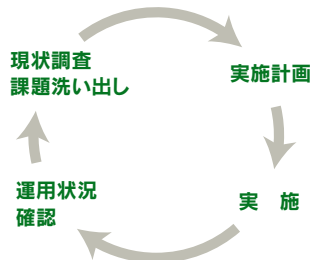 現状調査
課題洗い出し
実施計画
実　施
運用状況
確認